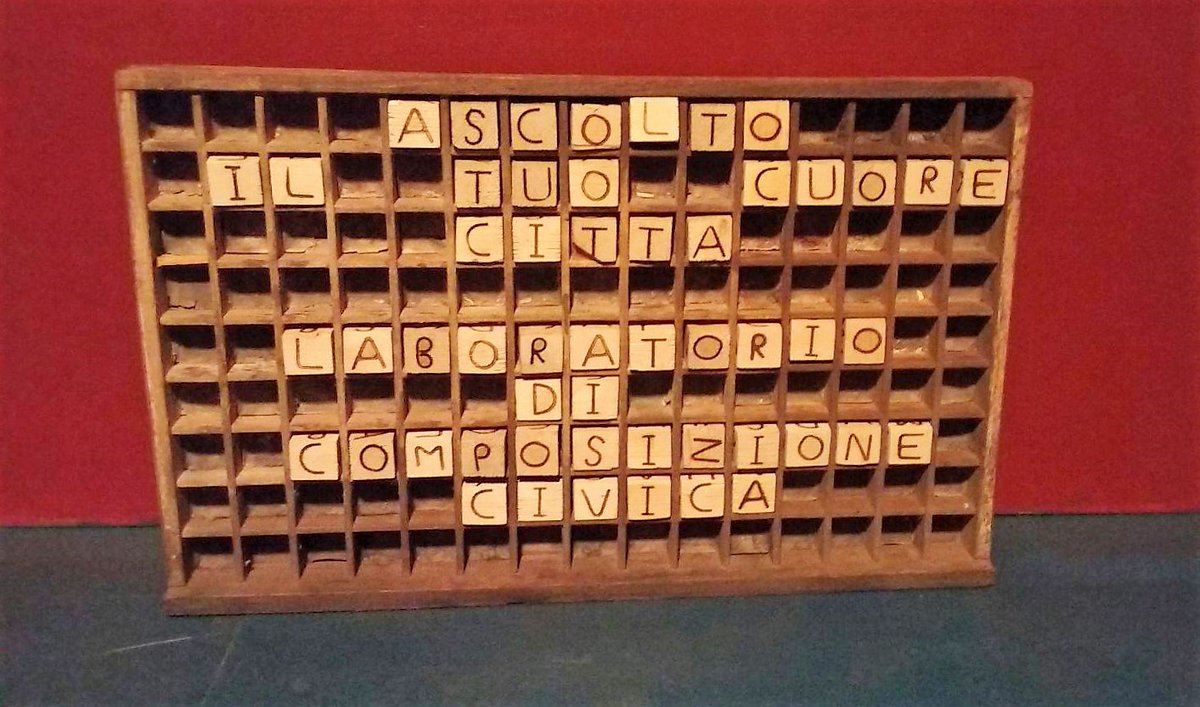 ASCOLTO
IL TUO CUORE
CITTA
LABORATORIO
DI
COMPOSIZIONE
CIVICA